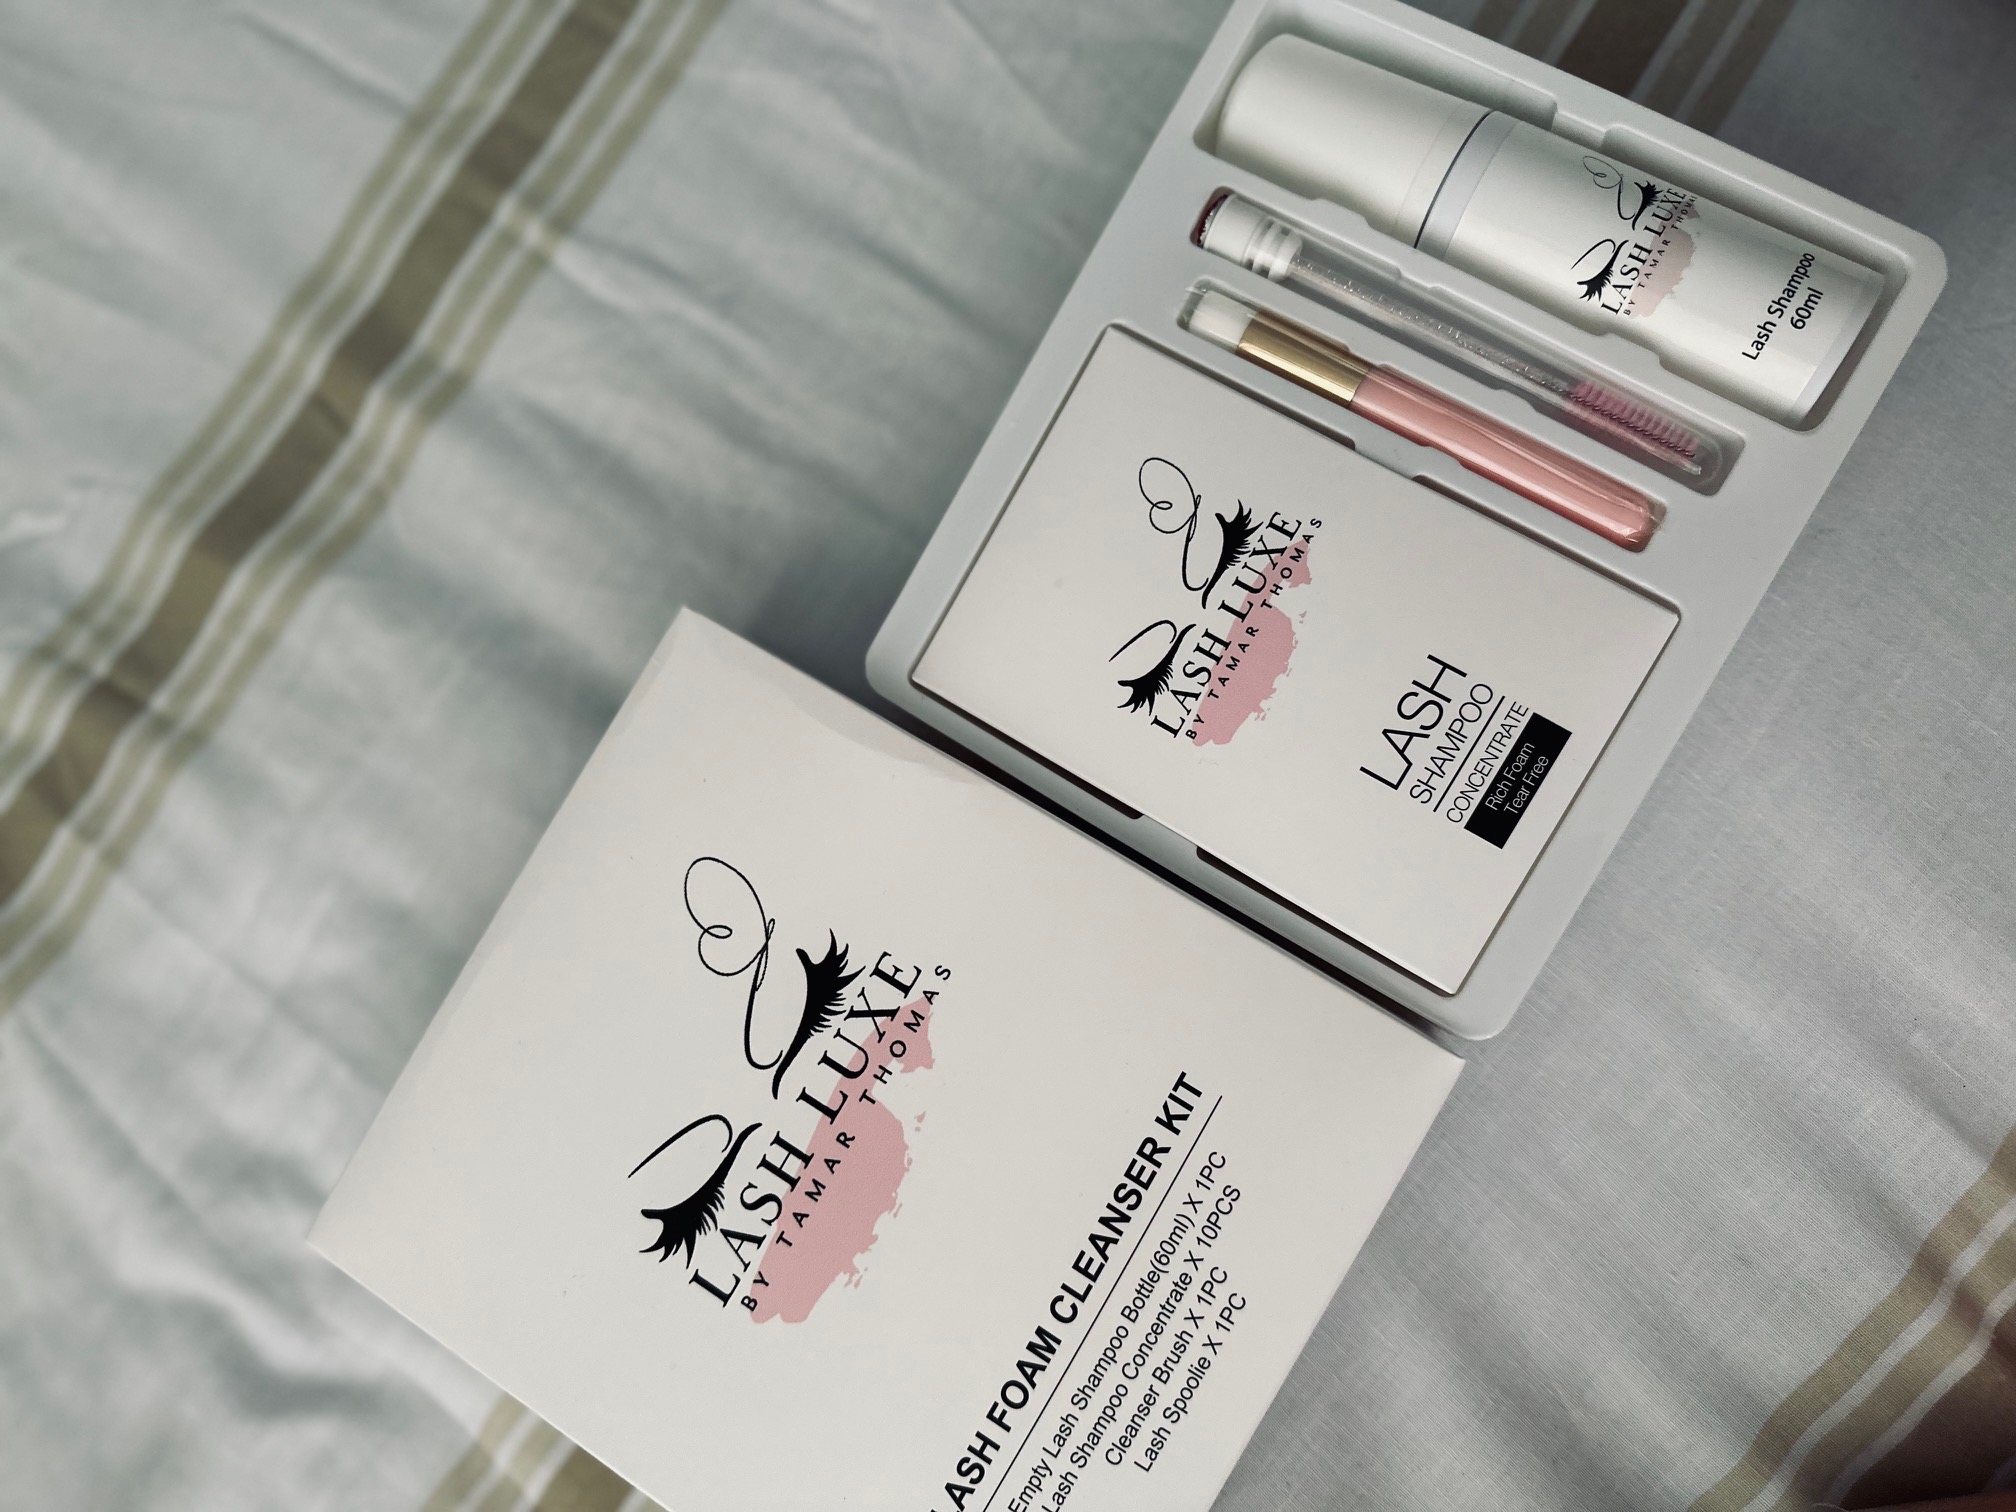 LASH LUXE
BY TAMAR THOMAS
Lash Shampoo
60ml
LASH LUXE
BY TAMAR THOMAS
LASH
SHAMPOO
CONCENTRATE
Rich Foam
Tear Free
LASH LUXE
BY TAMAR THOMAS
LASH FOAM CLEANSER KIT
Empty Lash Shampoo Bottle(60ml) X 1PC
Lash Shampoo Concentrate X 10PCS
Cleanser Brush X 1PC
Lash Spoolie X 1PC